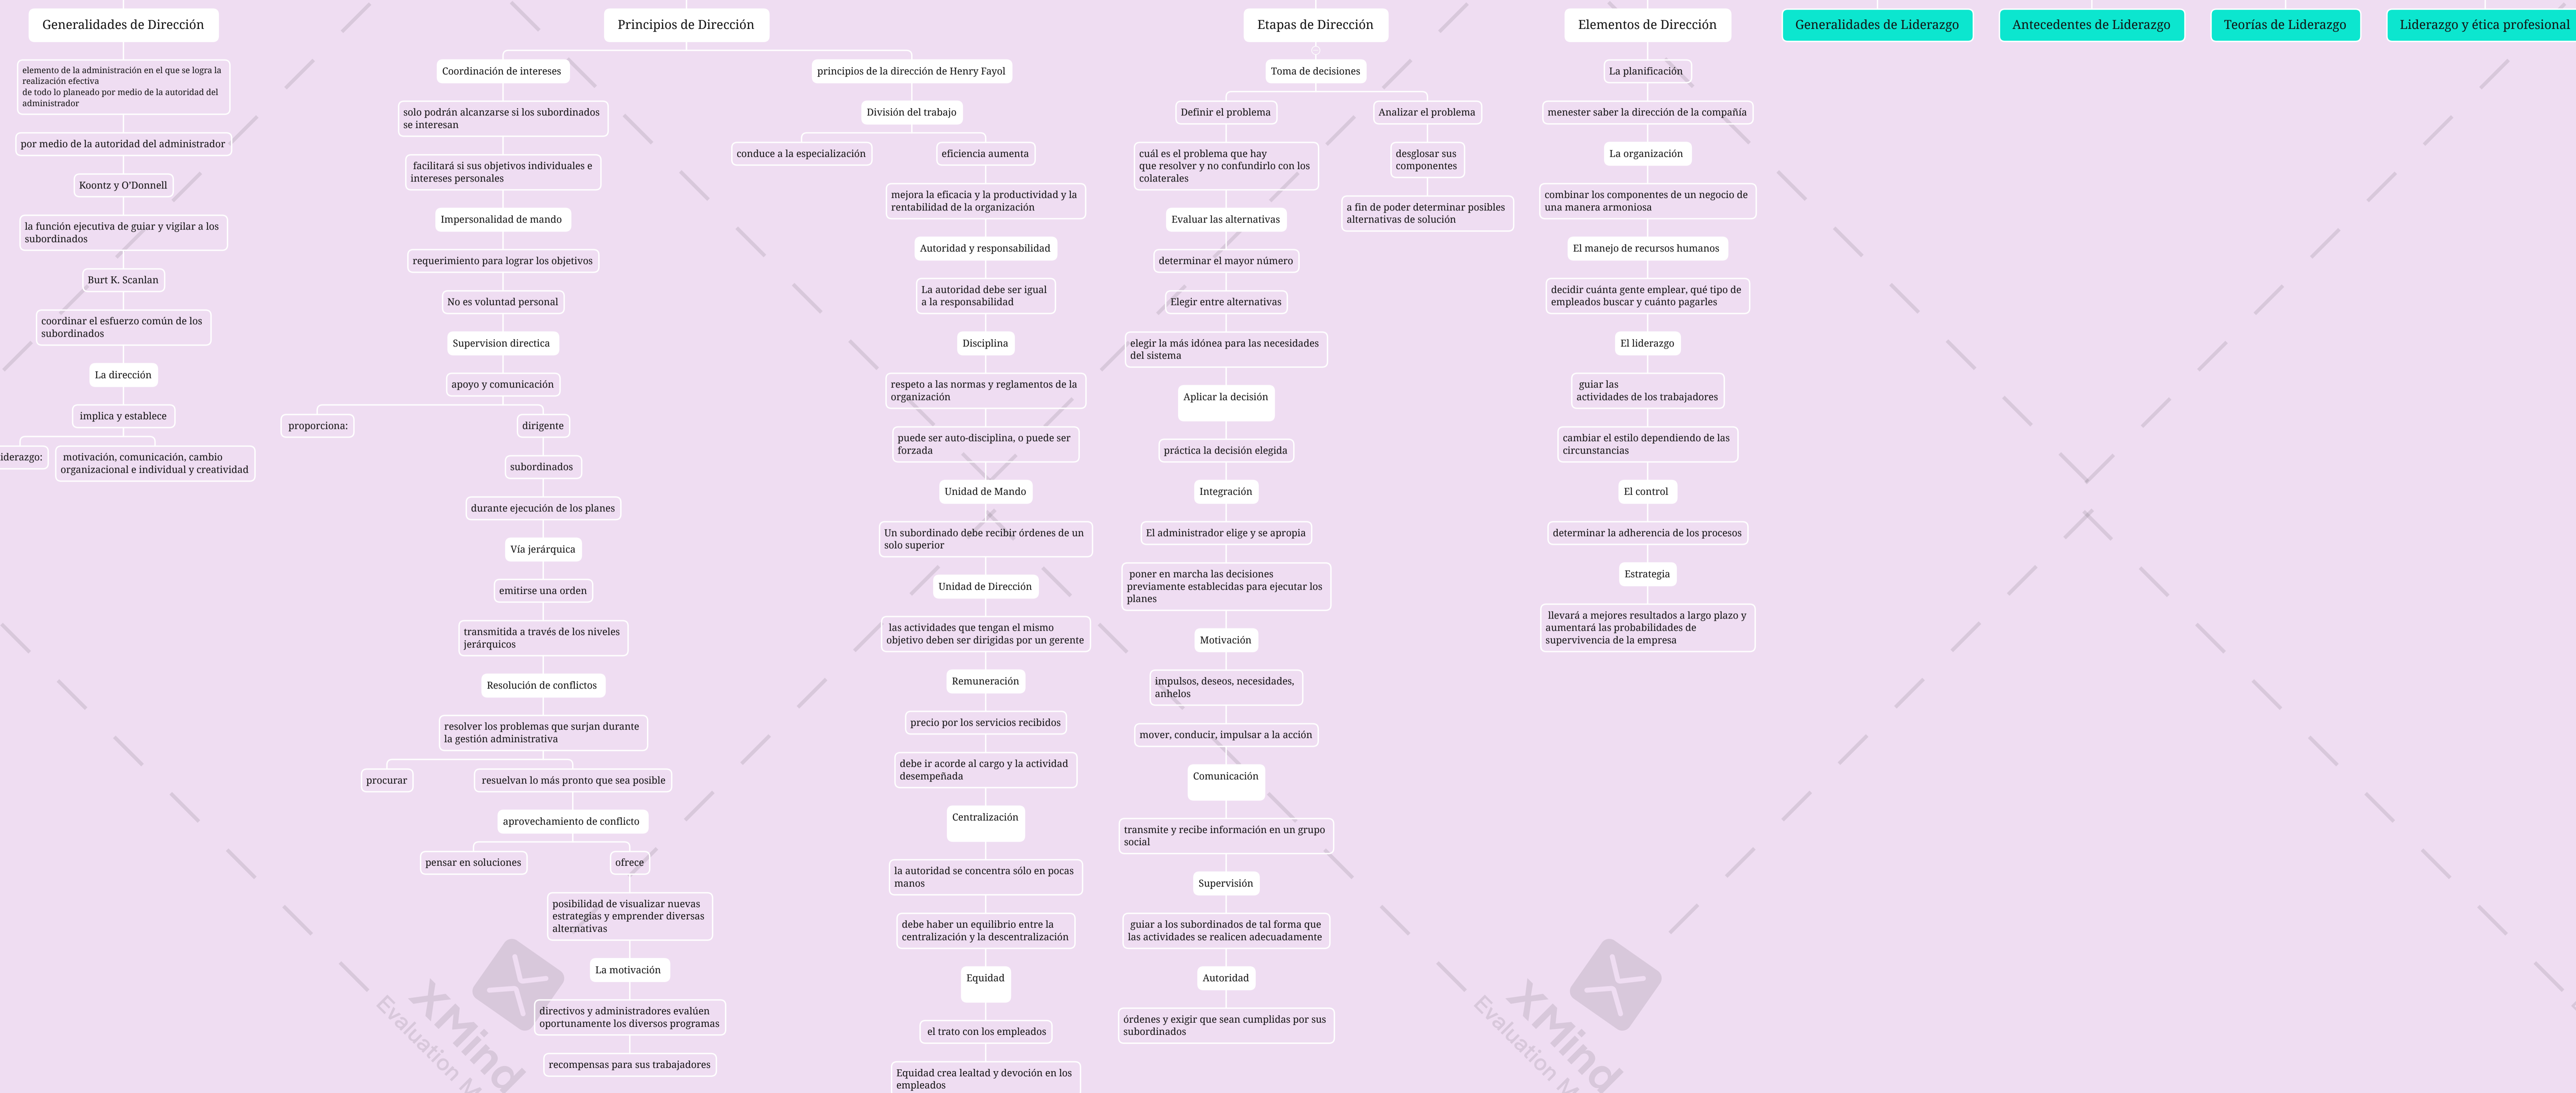 Generalidades de Dirección
elemento de la administración en el que se logra la
realización efectiva
de todo lo planeado por medio de la autoridad del
administrador
por medio de la autoridad del administrador
Koontz y O'Donnell
la función ejecutiva de guiar y vigilar a los
subordinados
Burt K. Scanlan
coordinar el esfuerzo común de los
subordinados
La dirección
implica y establece
iderazgo:
motivación, comunicación, cambio
organizacional e individual y creatividad
Principios de Dirección
Coordinación de intereses
solo podrán alcanzarse si los subordinados
se interesan
facilitará si sus objetivos individuales e
intereses personales
Impersonalidad de mando
requerimiento para lograr los objetivos
No es voluntad personal
Supervision directica
apoyo y comunicación
proporciona:
dirigente
subordinados
durante ejecución de los planes
Vía jerárquica
emitirse una orden
transmitida a través de los niveles
jerárquicos
Resolución de conflictos
resolver los problemas que surjan durante
la gestión administrativa
procurar
resuelvan lo más pronto que sea posible
aprovechamiento de conflicto
pensar en soluciones
ofrece
posibilidad de visualizar nuevas
estrategias y emprender diversas
alternativas
La motivación
directivos y administradores evalúen
oportunamente los diversos programas
recompensas para sus trabajadores
principios de la dirección de Henry Fayol
División del trabajo
conduce a la especialización
eficiencia aumenta
mejora la eficacia y la productividad y la
rentabilidad de la organización
Autoridad y responsabilidad
La autoridad debe ser igual
a la responsabilidad
Disciplina
respeto a las normas y reglamentos de la
organización
puede ser auto-disciplina, o puede ser
forzada
Unidad de Mando
Un subordinado debe recibir órdenes de un
solo superior
Unidad de Dirección
las actividades que tengan el mismo
objetivo deben ser dirigidas por un gerente
Remuneración
precio por los servicios recibidos
debe ir acorde al cargo y la actividad
desempeñada
Centralización
la autoridad se concentra sólo en pocas
manos
debe haber un equilibrio entre la
centralización y la descentralización
Equidad
el trato con los empleados
Equidad crea lealtad y devoción en los
empleados
Etapas de Dirección
Toma de decisiones
Definir el problema
cuál es el problema que hay
que resolver y no confundirlo con los
colaterales
Evaluar las alternativas
determinar el mayor número
Elegir entre alternativas
elegir la más idónea para las necesidades
del sistema
Aplicar la decisión
práctica la decisión elegida
Integración
El administrador elige y se apropia
poner en marcha las decisiones
previamente establecidas para ejecutar los
planes
Motivación
impulsos, deseos, necesidades,
anhelos
mover, conducir, impulsar a la acción
Comunicación
transmite y recibe información en un grupo
social
Supervisión
guiar a los subordinados de tal forma que
las actividades se realicen adecuadamente
Autoridad
órdenes y exigir que sean cumplidas por sus
subordinados
Analizar el problema
desglosar sus
componentes
a fin de poder determinar posibles
alternativas de solución
Elementos de Dirección
La planificación
menester saber la dirección de la compañía
La organización
combinar los componentes de un negocio de
una manera armoniosa
El manejo de recursos humanos
decidir cuánta gente emplear, qué tipo de
empleados buscar y cuánto pagarles
El liderazgo
guiar las
actividades de los trabajadores
cambiar el estilo dependiendo de las
circunstancias
El control
determinar la adherencia de los procesos
Estrategia
llevará a mejores resultados a largo plazo y
aumentará las probabilidades de
supervivencia de la empresa
Generalidades de Liderazgo
Antecedentes de Liderazgo
Teorías de Liderazgo
Liderazgo y ética profesional
XMind
Evaluation
XMind
Evaluation